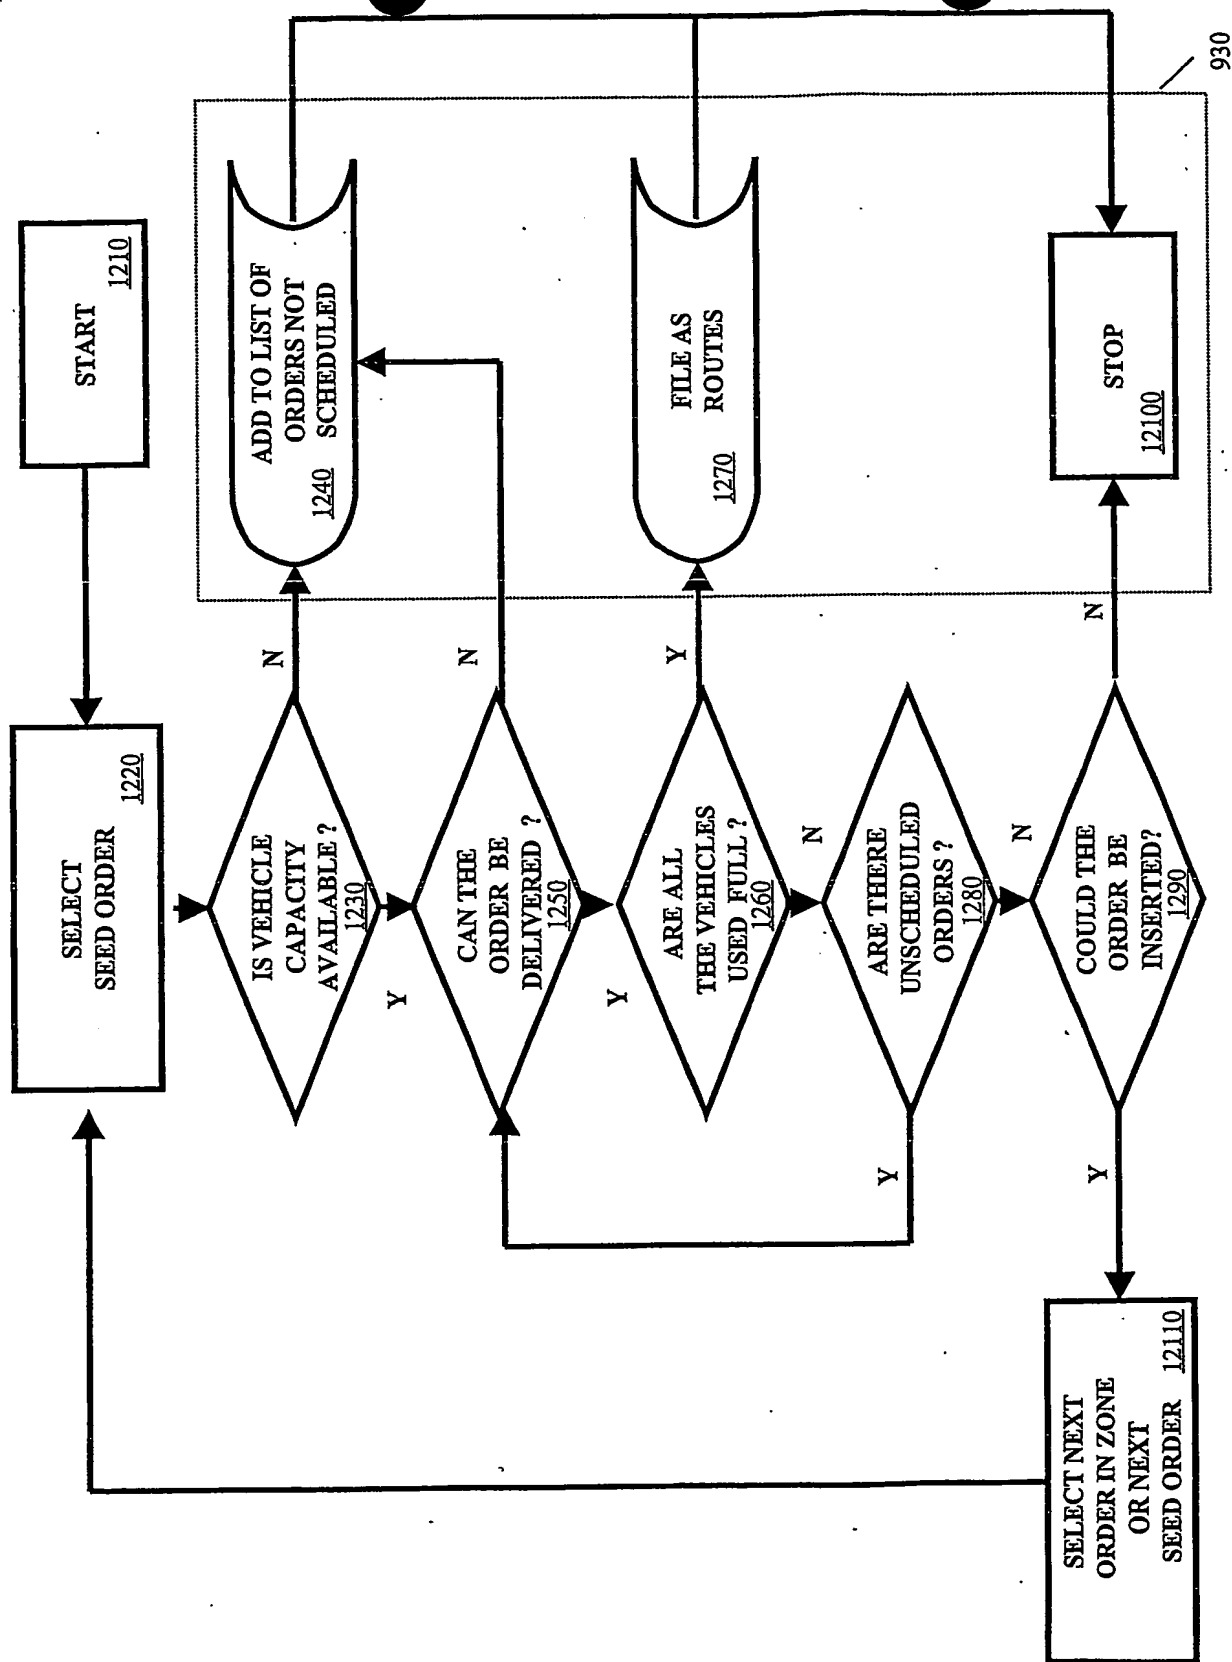 START
1210
SELECT
SEED ORDER
1220
IS VEHICLE
CAPACITY
AVAILABLE ?
1230
N
Y
ADD TO LIST OF
ORDERS NOT
SCHEDULED
1240
CAN THE
ORDER BE
DELIVERED ?
1250
N
Y
ARE ALL
THE VEHICLES
USED FULL ?
1260
Y
N
FILE AS
ROUTES
1270
ARE THERE
UNSCHEDULED
ORDERS ?
1280
Y
N
COULD THE
ORDER BE
INSERTED?
1290
N
Y
STOP
12100
SELECT NEXT
ORDER IN ZONE
OR NEXT
SEED ORDER 12110
930